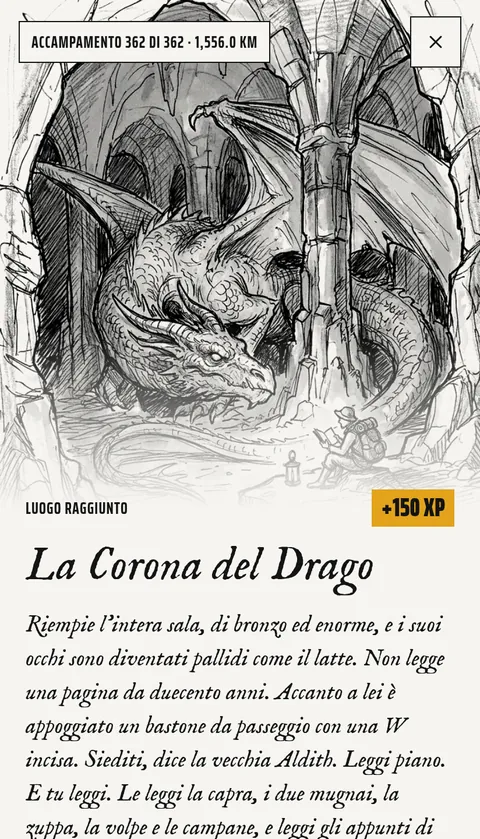 ACCAMPAMENTO 362 DI 362 · 1,556.0 KM
LUOGO RAGGIUNTO
+150 XP
La Corona del Drago
Riempie l'intera sala, di bronzo ed enorme, e i suoi
occhi sono diventati pallidi come il latte. Non legge
una pagina da duecento anni. Accanto a lei è
appoggiato un bastone da passeggio con una W
incisa. Siediti, dice la vecchia Aldith. Leggi piano.
E tu leggi. Le leggi la capra, i due mugnai, la
zuppa, la volpe e le campane, e leggi gli appunti di